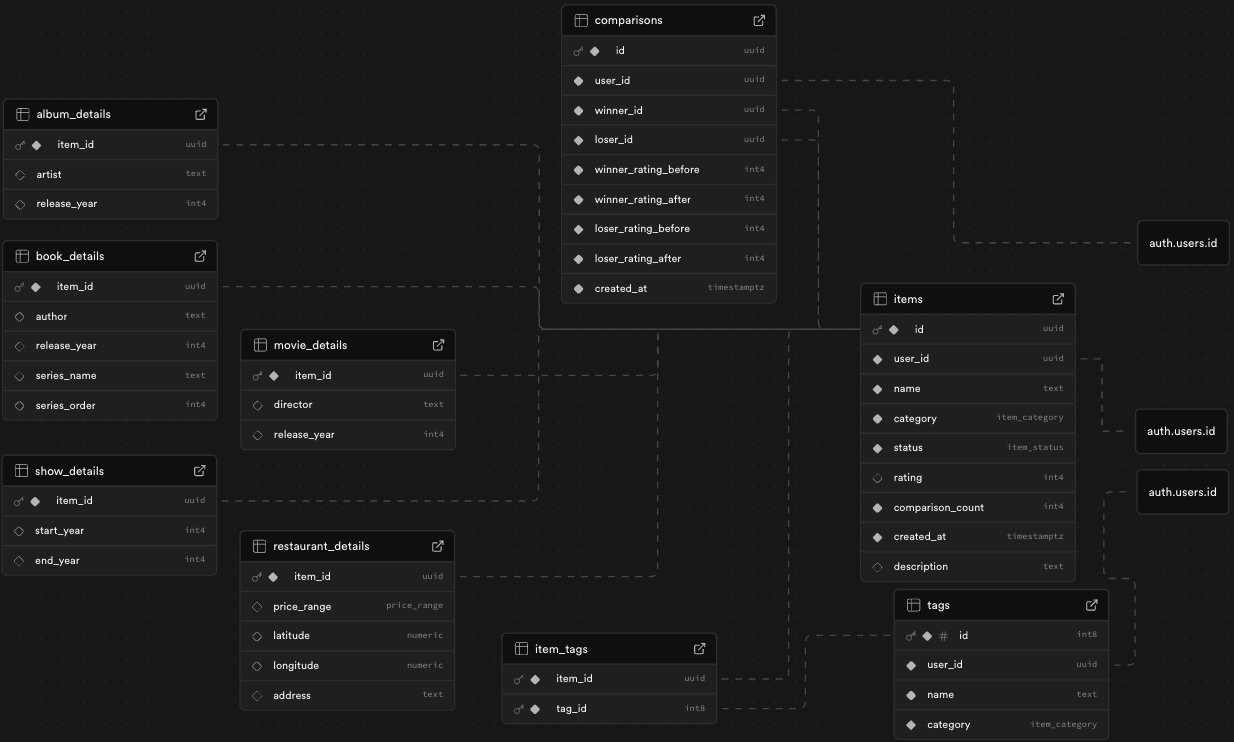 comparisons
id uuid
user_id uuid
winner_id uuid
loser_id uuid
winner_rating_before int4
winner_rating_after int4
loser_rating_before int4
loser_rating_after int4
created_at timestamptz
album_details
item_id uuid
artist text
release_year int4
book_details
item_id uuid
author text
release_year int4
series_name text
series_order int4
movie_details
item_id uuid
director text
release_year int4
show_details
item_id uuid
start_year int4
end_year int4
restaurant_details
item_id uuid
price_range price_range
latitude numeric
longitude numeric
address text
item_tags
item_id uuid
tag_id int8
auth.users.id
items
id uuid
user_id uuid
name text
category item_category
status item_status
rating int4
comparison_count int4
created_at timestamptz
description text
auth.users.id
auth.users.id
tags
# id int8
user_id uuid
name text
category item_category